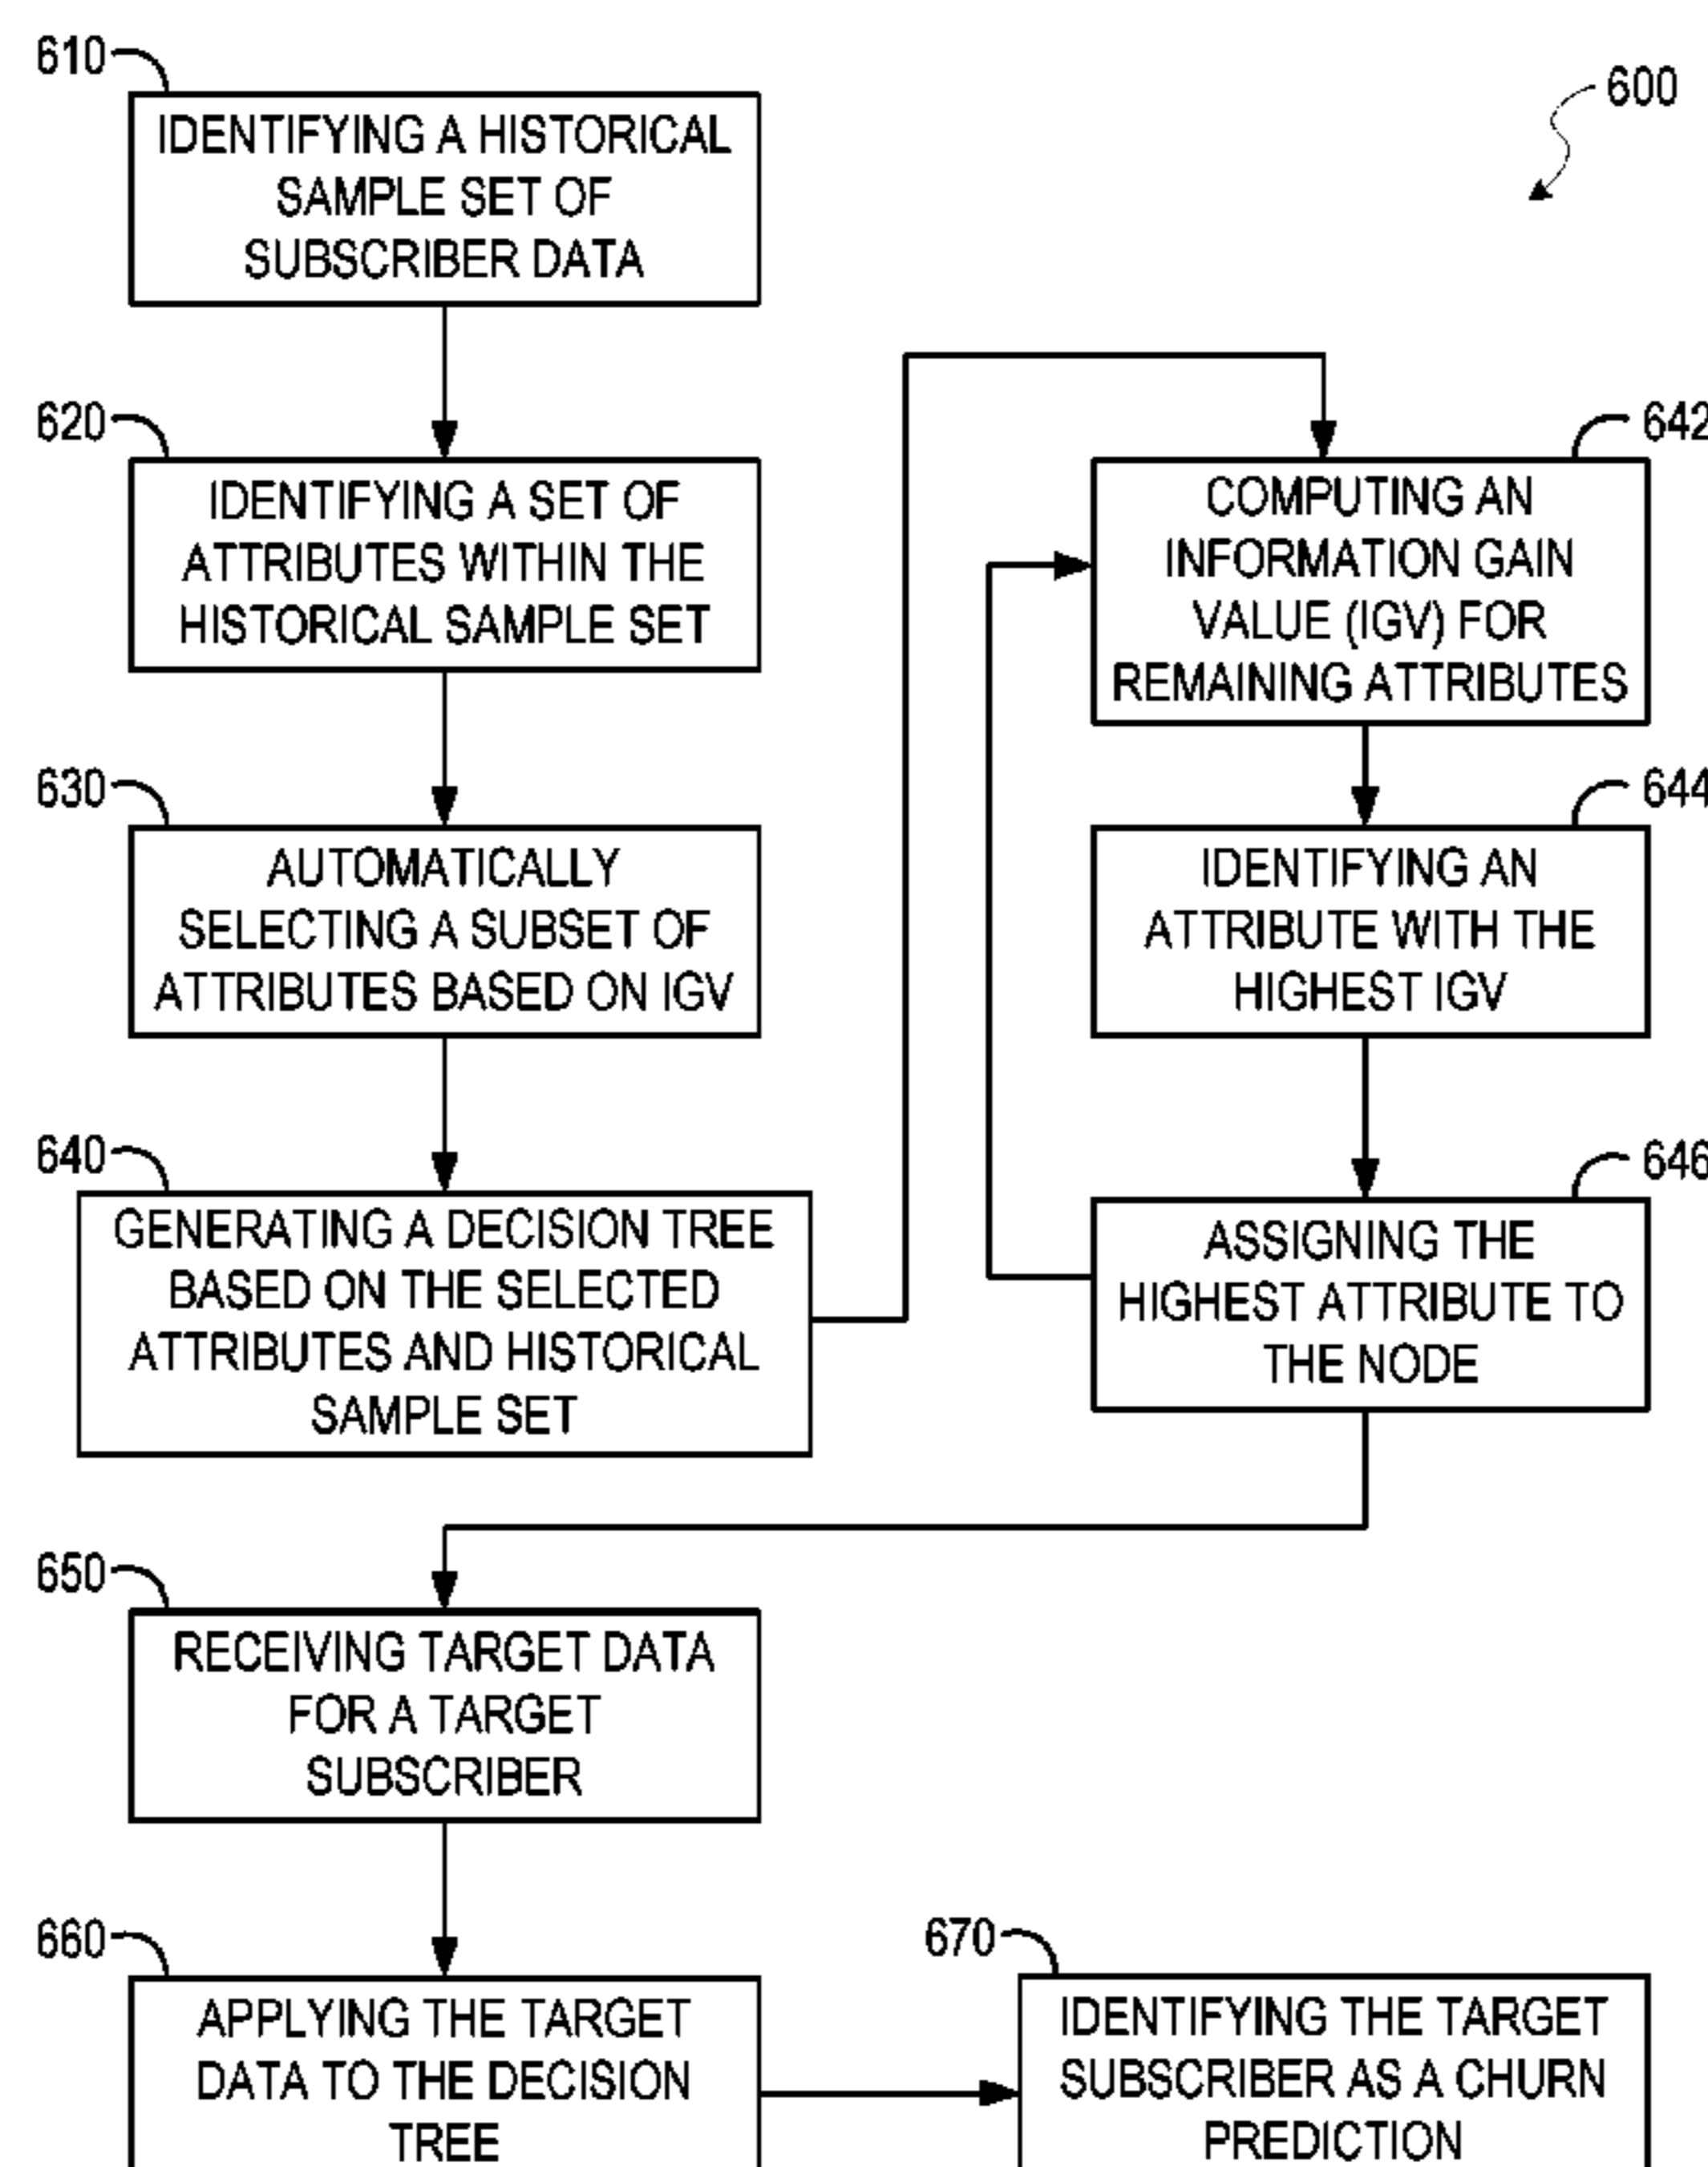 610
600
IDENTIFYING A HISTORICAL
SAMPLE SET OF
SUBSCRIBER DATA
620
IDENTIFYING A SET OF
ATTRIBUTES WITHIN THE
HISTORICAL SAMPLE SET
630
AUTOMATICALLY
SELECTING A SUBSET OF
ATTRIBUTES BASED ON IGV
640
GENERATING A DECISION TREE
BASED ON THE SELECTED
ATTRIBUTES AND HISTORICAL
SAMPLE SET
642
COMPUTING AN
INFORMATION GAIN
VALUE (IGV) FOR
REMAINING ATTRIBUTES
644
IDENTIFYING AN
ATTRIBUTE WITH THE
HIGHEST IGV
646
ASSIGNING THE
HIGHEST ATTRIBUTE TO
THE NODE
650
RECEIVING TARGET DATA
FOR A TARGET
SUBSCRIBER
660
APPLYING THE TARGET
DATA TO THE DECISION
TREE
670
IDENTIFYING THE TARGET
SUBSCRIBER AS A CHURN
PREDICTION